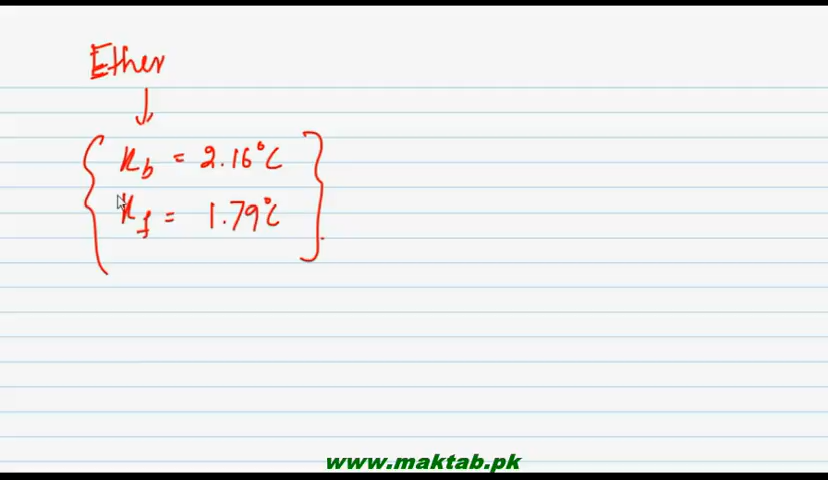 Ether
↓
Kb = 2.16°C
Kf = 1.79°C
www.maktab.pk